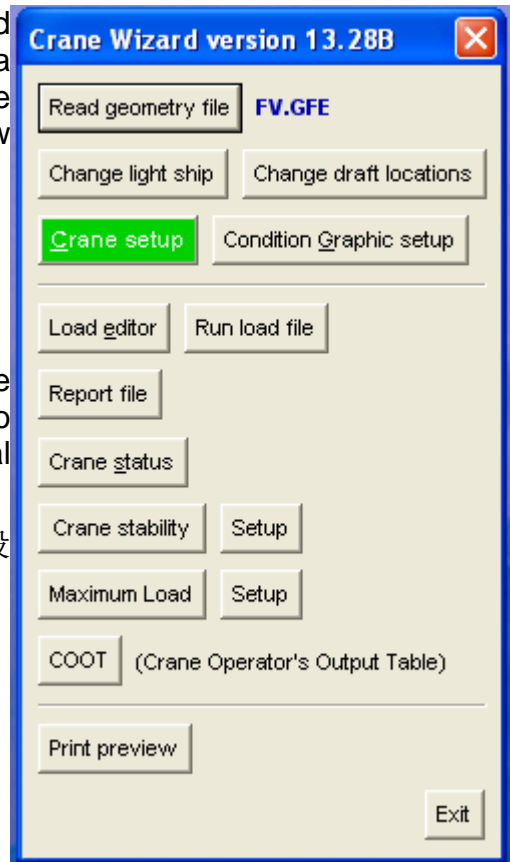 Crane Wizard version 13.28B
Read geometry file FV.GFE
Change light ship Change draft locations
Crane setup Condition Graphic setup
Load editor Run load file
Report file
Crane status
Crane stability Setup
Maximum Load Setup
COOT (Crane Operator's Output Table)
Print preview
Exit